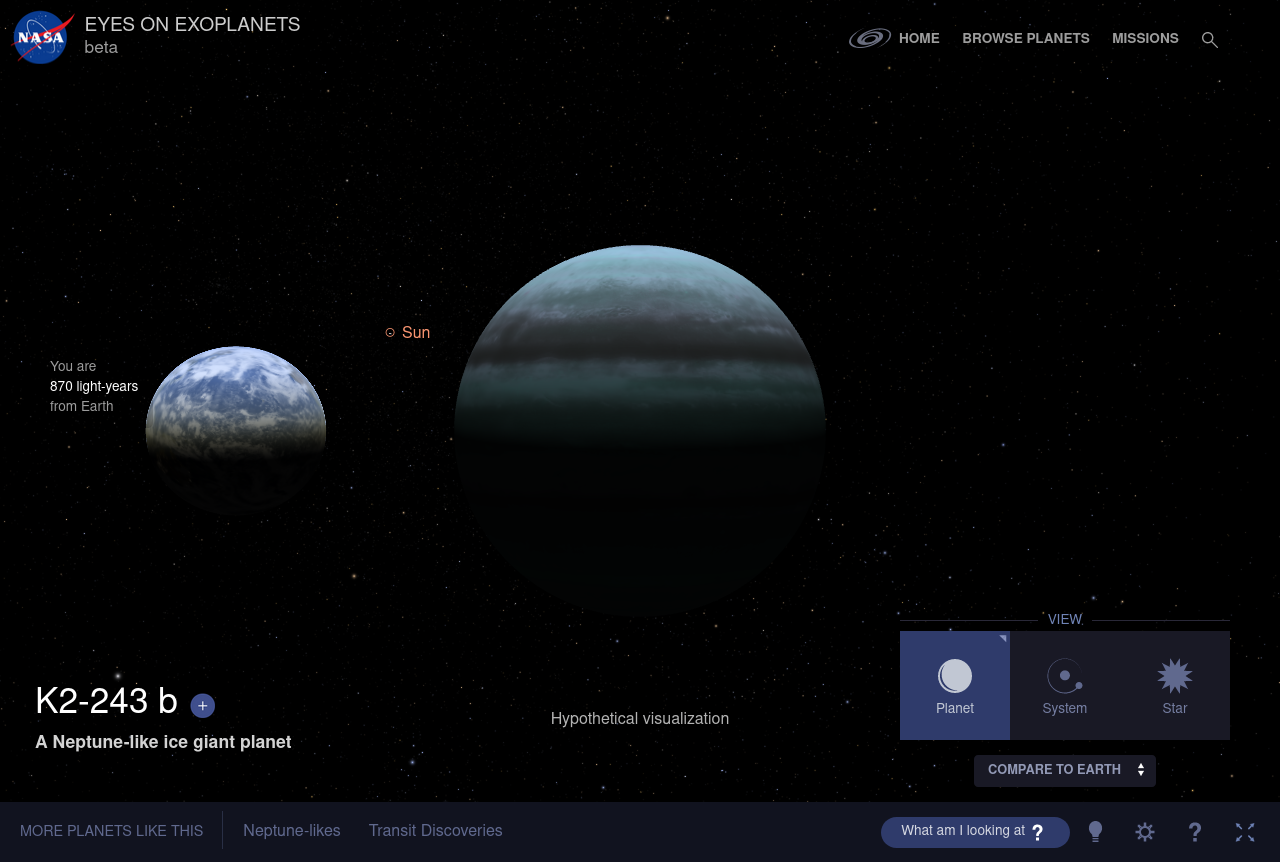 NASA
EYES ON EXOPLANETS
beta
HOME
BROWSE PLANETS
MISSIONS
Sun
You are
870 light-years
from Earth
VIEW
Planet
System
Star
K2-243 b +
A Neptune-like ice giant planet
Hypothetical visualization
COMPARE TO EARTH
MORE PLANETS LIKE THIS
Neptune-likes
Transit Discoveries
What am I looking at ?
?